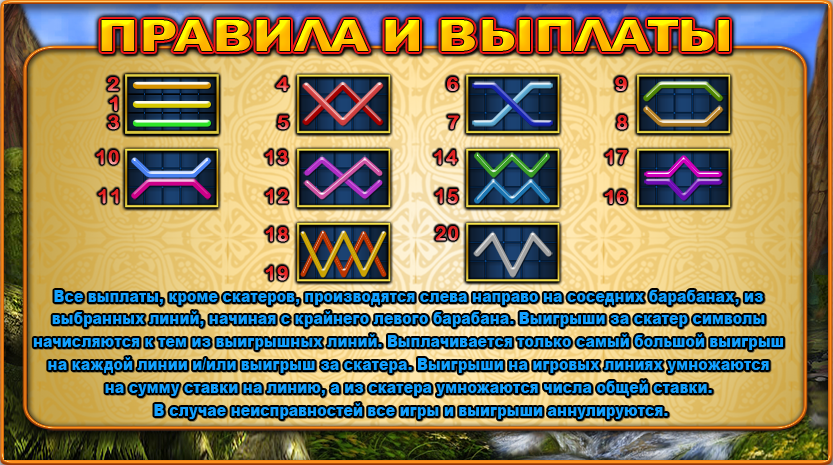 ПРАВИЛА И ВЫПЛАТЫ
2 4 6 9
1
3 5 7 8
10 13 14 17
11 12 15 16
18 20
19
Все выплаты, кроме скатеров, производятся слева направо на соседних барабанах, из
выбранных линий, начиная с крайнего левого барабана. Выигрыши за скатер символы
начисляются к тем из выигрышных линий. Выплачивается только самый большой выигрыш
на каждой линии и/или выигрыш за скатера. Выигрыши на игровых линиях умножаются
на сумму ставки на линию, а из скатера умножаются числа общей ставки.
В случае неисправностей все игры и выигрыши аннулируются.